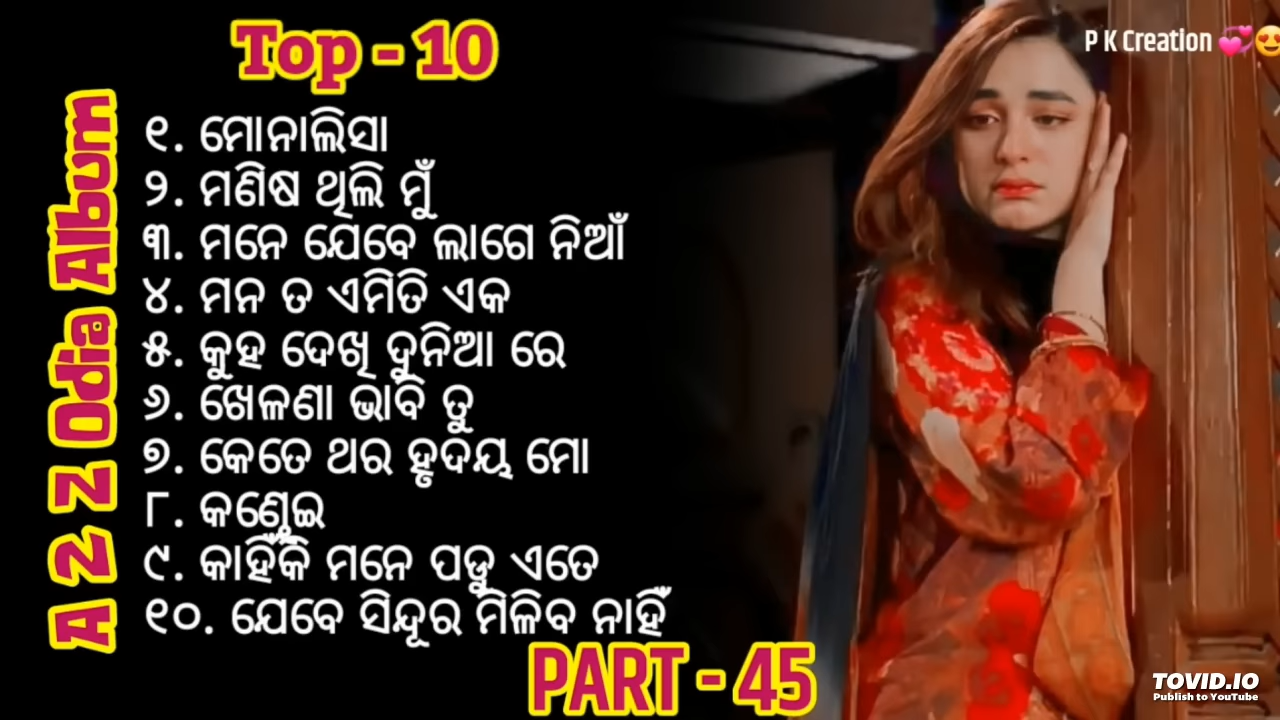 Top - 10
P K Creation
A 2 Z Odia Album
୧. ମୋନାଲିସା
୨. ମଣିଷ ଥିଲି ମୁଁ
୩. ମନେ ଯେବେ ଲାଗେ ନିଆଁ
୪. ମନ ତ ଏମିତି ଏକ
୫. କୁହ ଦେଖି ଦୁନିଆ ରେ
୬. ଖେଳଣା ଭାବି ତୁ
୭. କେତେ ଥର ହୃଦୟ ମୋ
୮. କଣ୍ଢେଇ
୯. କାହିଁକି ମନେ ପଡୁ ଏତେ
୧୦. ଯେବେ ସିନ୍ଦୂର ମିଳିବ ନାହିଁ
PART - 45
TOVID.IO
Publish to YouTube